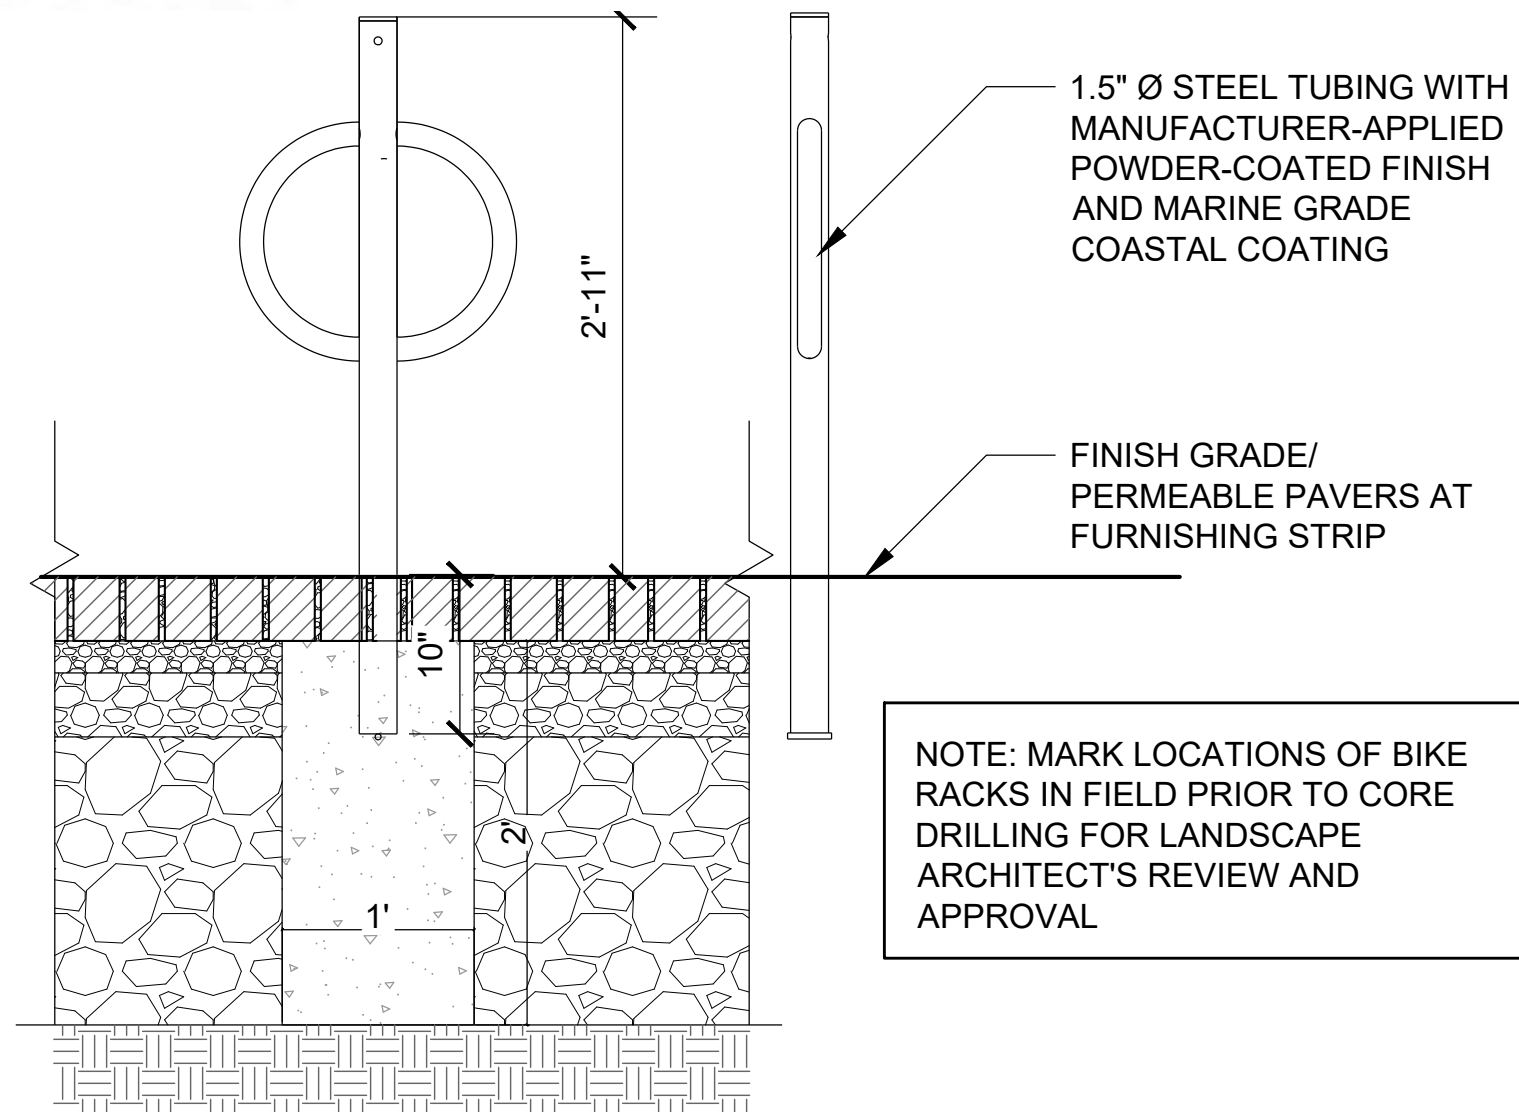 1.5" Ø STEEL TUBING WITH
MANUFACTURER-APPLIED
POWDER-COATED FINISH
AND MARINE GRADE
COASTAL COATING
2'-11"
FINISH GRADE/
PERMEABLE PAVERS AT
FURNISHING STRIP
10"
2'
1'
NOTE: MARK LOCATIONS OF BIKE
RACKS IN FIELD PRIOR TO CORE
DRILLING FOR LANDSCAPE
ARCHITECT'S REVIEW AND
APPROVAL